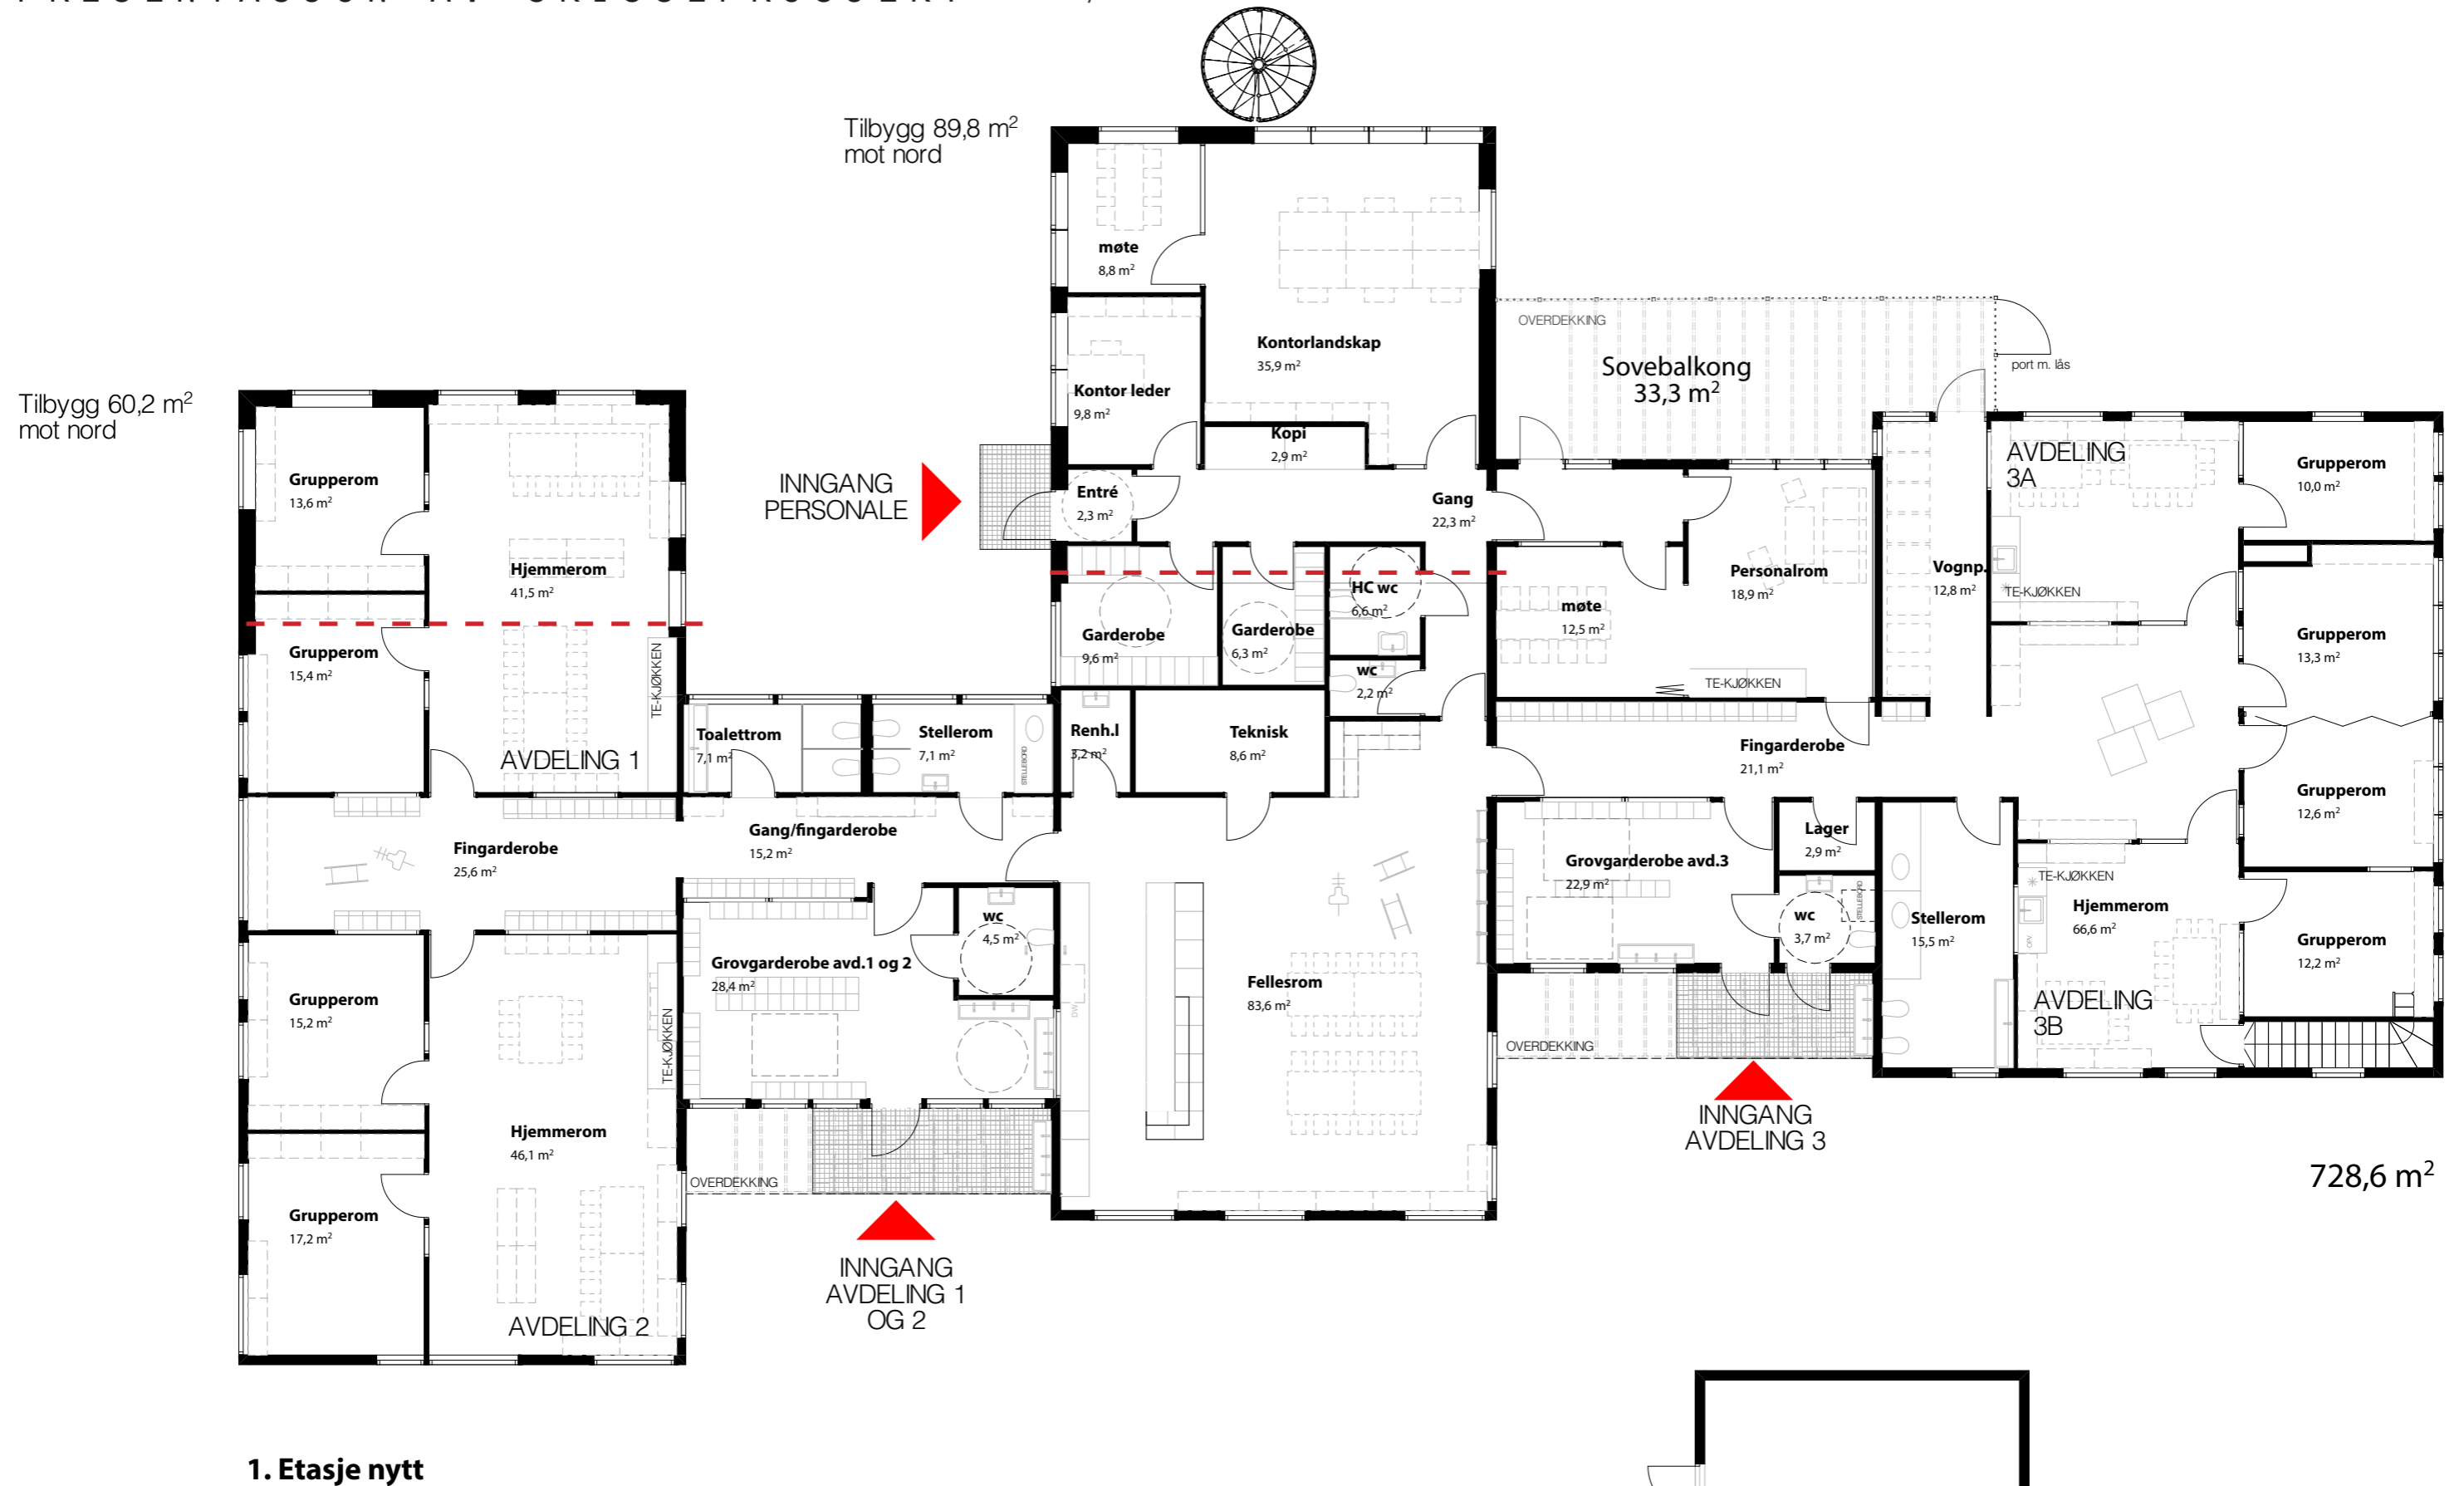 Tilbygg 89,8 m²
mot nord
møte
8,8 m²
Kontorlandskap
35,9 m²
Kontor leder
9,8 m²
Kopi
2,9 m²
OVERDEKKING
Sovebalkong
33,3 m²
port m. lås
Tilbygg 60,2 m²
mot nord
INNGANG
PERSONALE
Entré
2,3 m²
Gang
22,3 m²
AVDELING
3A
Grupperom
10,0 m²
Grupperom
13,6 m²
Hjemmerom
41,5 m²
Grupperom
15,4 m²
TE-KJØKKEN
AVDELING 1
Garderobe
9,6 m²
Garderobe
6,3 m²
HC wc
6,6 m²
wc
2,2 m²
møte
12,5 m²
Personalrom
18,9 m²
TE-KJØKKEN
Vognp.
12,8 m²
TE-KJØKKEN
Grupperom
13,3 m²
Toalettrom
7,1 m²
Stellerom
7,1 m²
STELLEBORD
Renh.l
3,2 m²
Teknisk
8,6 m²
Fingarderobe
21,1 m²
Grupperom
12,6 m²
Fingarderobe
25,6 m²
Gang/fingarderobe
15,2 m²
Grovgarderobe avd.3
22,9 m²
Lager
2,9 m²
wc
3,7 m²
STELLEBORD
Stellerom
15,5 m²
TE-KJØKKEN
Hjemmerom
66,6 m²
Grupperom
12,2 m²
AVDELING
3B
Grovgarderobe avd.1 og 2
28,4 m²
wc
4,5 m²
Fellesrom
83,6 m²
DW
Grupperom
15,2 m²
TE-KJØKKEN
Hjemmerom
46,1 m²
Grupperom
17,2 m²
AVDELING 2
OVERDEKKING
INNGANG
AVDELING 1
OG 2
OVERDEKKING
INNGANG
AVDELING 3
728,6 m²
1. Etasje nytt